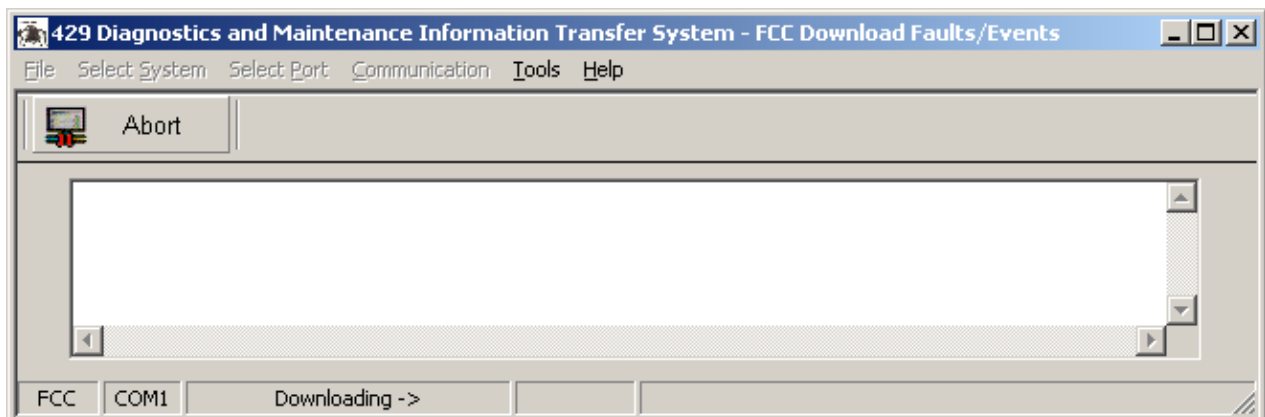 429 Diagnostics and Maintenance Information Transfer System - FCC Download Faults/Events
File Select System Select Port Communication Tools Help
Abort
FCC COM1 Downloading ->